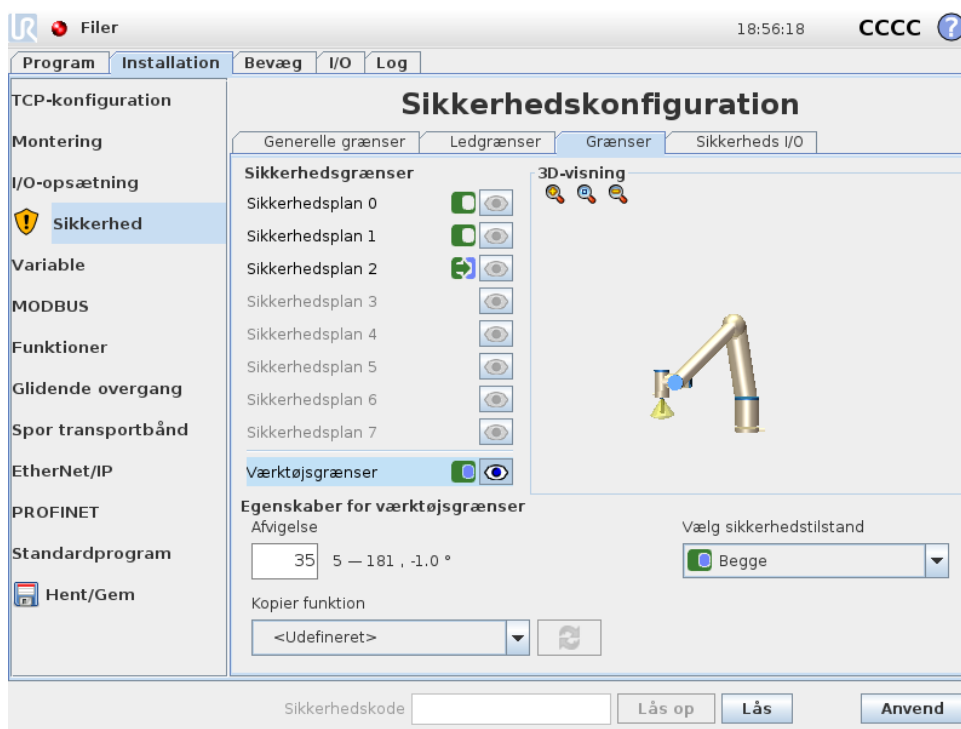 UR Filer 18:56:18 CCCC ?
Program Installation Bevæg I/O Log
TCP-konfiguration
Montering
I/O-opsætning
Sikkerhed
Variable
MODBUS
Funktioner
Glidende overgang
Spor transportbånd
EtherNet/IP
PROFINET
Standardprogram
Hent/Gem
Sikkerhedskonfiguration
Generelle grænser Ledgrænser Grænser Sikkerheds I/O
Sikkerhedsgrænser
Sikkerhedsplan 0
Sikkerhedsplan 1
Sikkerhedsplan 2
Sikkerhedsplan 3
Sikkerhedsplan 4
Sikkerhedsplan 5
Sikkerhedsplan 6
Sikkerhedsplan 7
Værktøjsgrænser
3D-visning
Egenskaber for værktøjsgrænser
Afvigelse
35 5 — 181 , -1.0 °
Vælg sikkerhedstilstand
Begge
Kopier funktion
<Udefineret>
Sikkerhedskode Lås op Lås Anvend